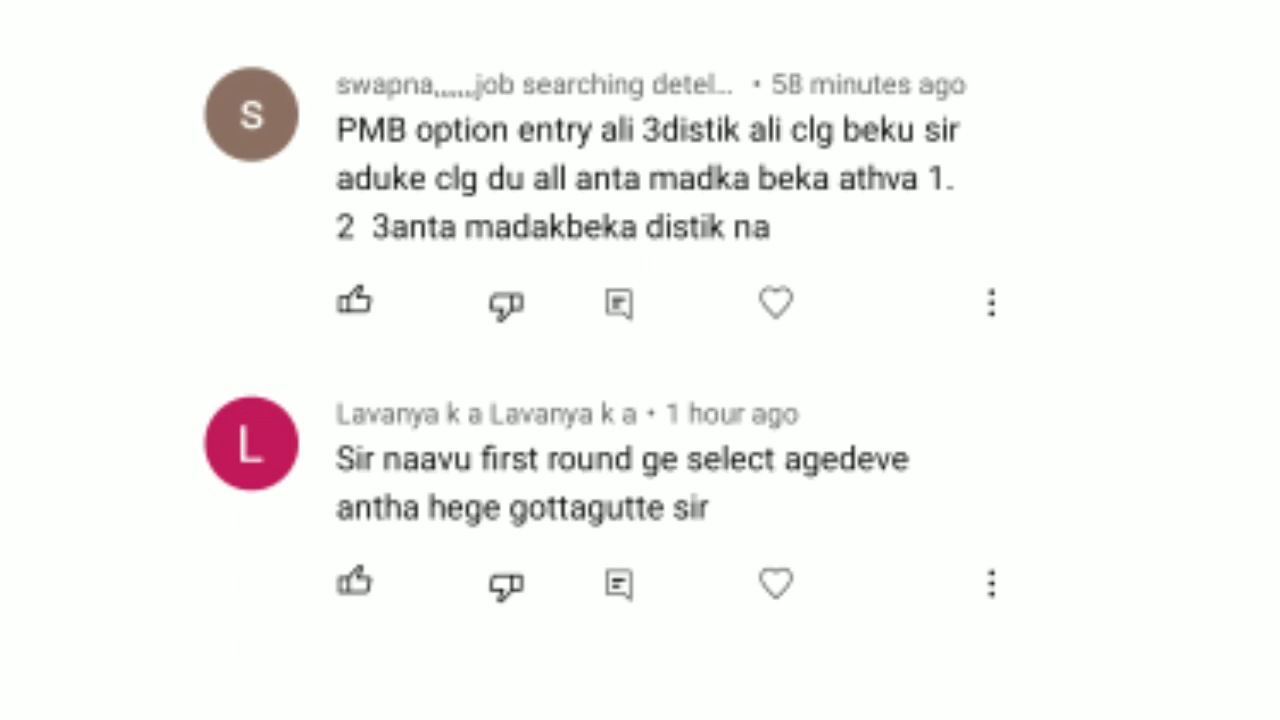 S
swapna,,,,,,job searching detel... • 58 minutes ago
PMB option entry ali 3distik ali clg beku sir
aduke clg du all anta madka beka athva 1.
2 3anta madakbeka distik na
L
Lavanya k a Lavanya k a • 1 hour ago
Sir naavu first round ge select agedeve
antha hege gottagutte sir